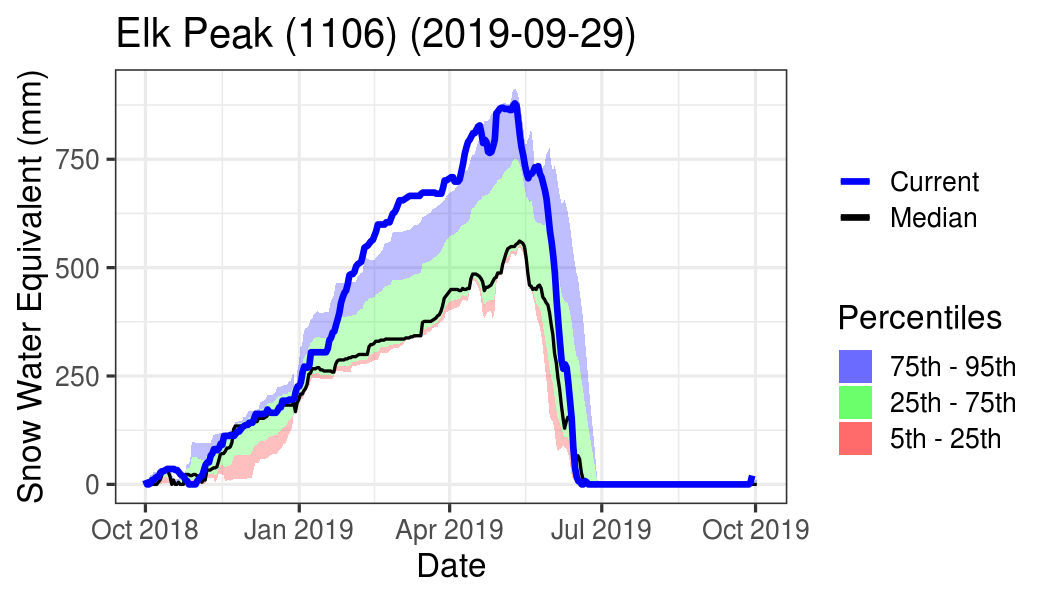 Elk Peak (1106) (2019-09-29)
Snow Water Equivalent (mm)
750
500
250
0
Oct 2018
Jan 2019
Apr 2019
Jul 2019
Oct 2019
Date
Current
Median
Percentiles
75th - 95th
25th - 75th
5th - 25th